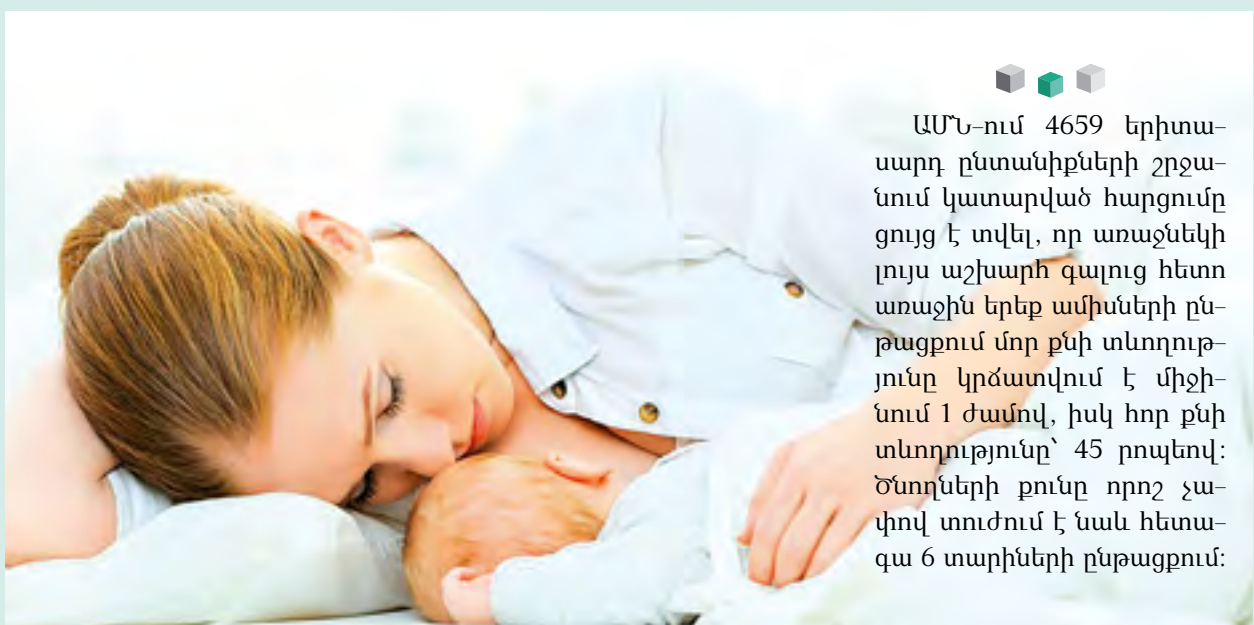 ԱՄՆ-ում 4659 երիտա-
սարդ ընտանիքների շրջա-
նում կատարված հարցումը
ցույց է տվել, որ առաջնեկի
լույս աշխարհ գալուց հետո
առաջին երեք ամիսների ըն-
թացքում մոր քնի տևողութ-
յունը կրճատվում է միջի-
նում 1 ժամով, իսկ հոր քնի
տևողությունը՝ 45 րոպեով:
Ծնողների քունը որոշ չա-
փով տուժում է նաև հետա-
գա 6 տարիների ընթացքում: